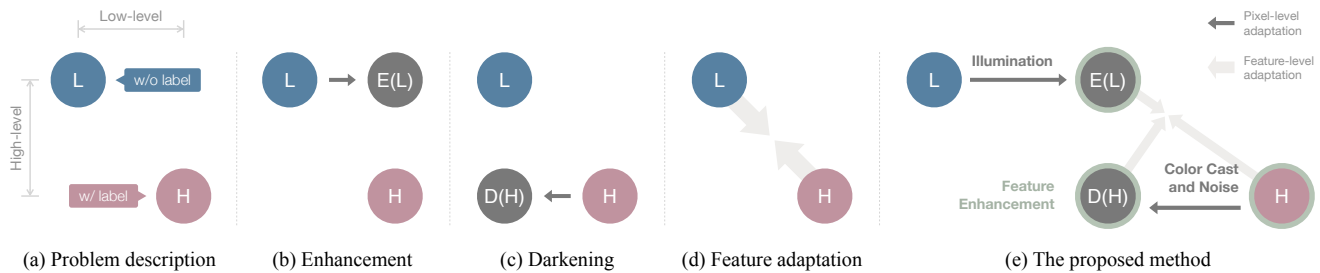 Low-level
High-level
L
w/o label
w/ label
H
(a) Problem description
L
E(L)
H
(b) Enhancement
L
D(H)
H
(c) Darkening
L
H
(d) Feature adaptation
L
Illumination
E(L)
Pixel-level
adaptation
Feature-level
adaptation
Feature
Enhancement
D(H)
Color Cast
and Noise
H
(e) The proposed method